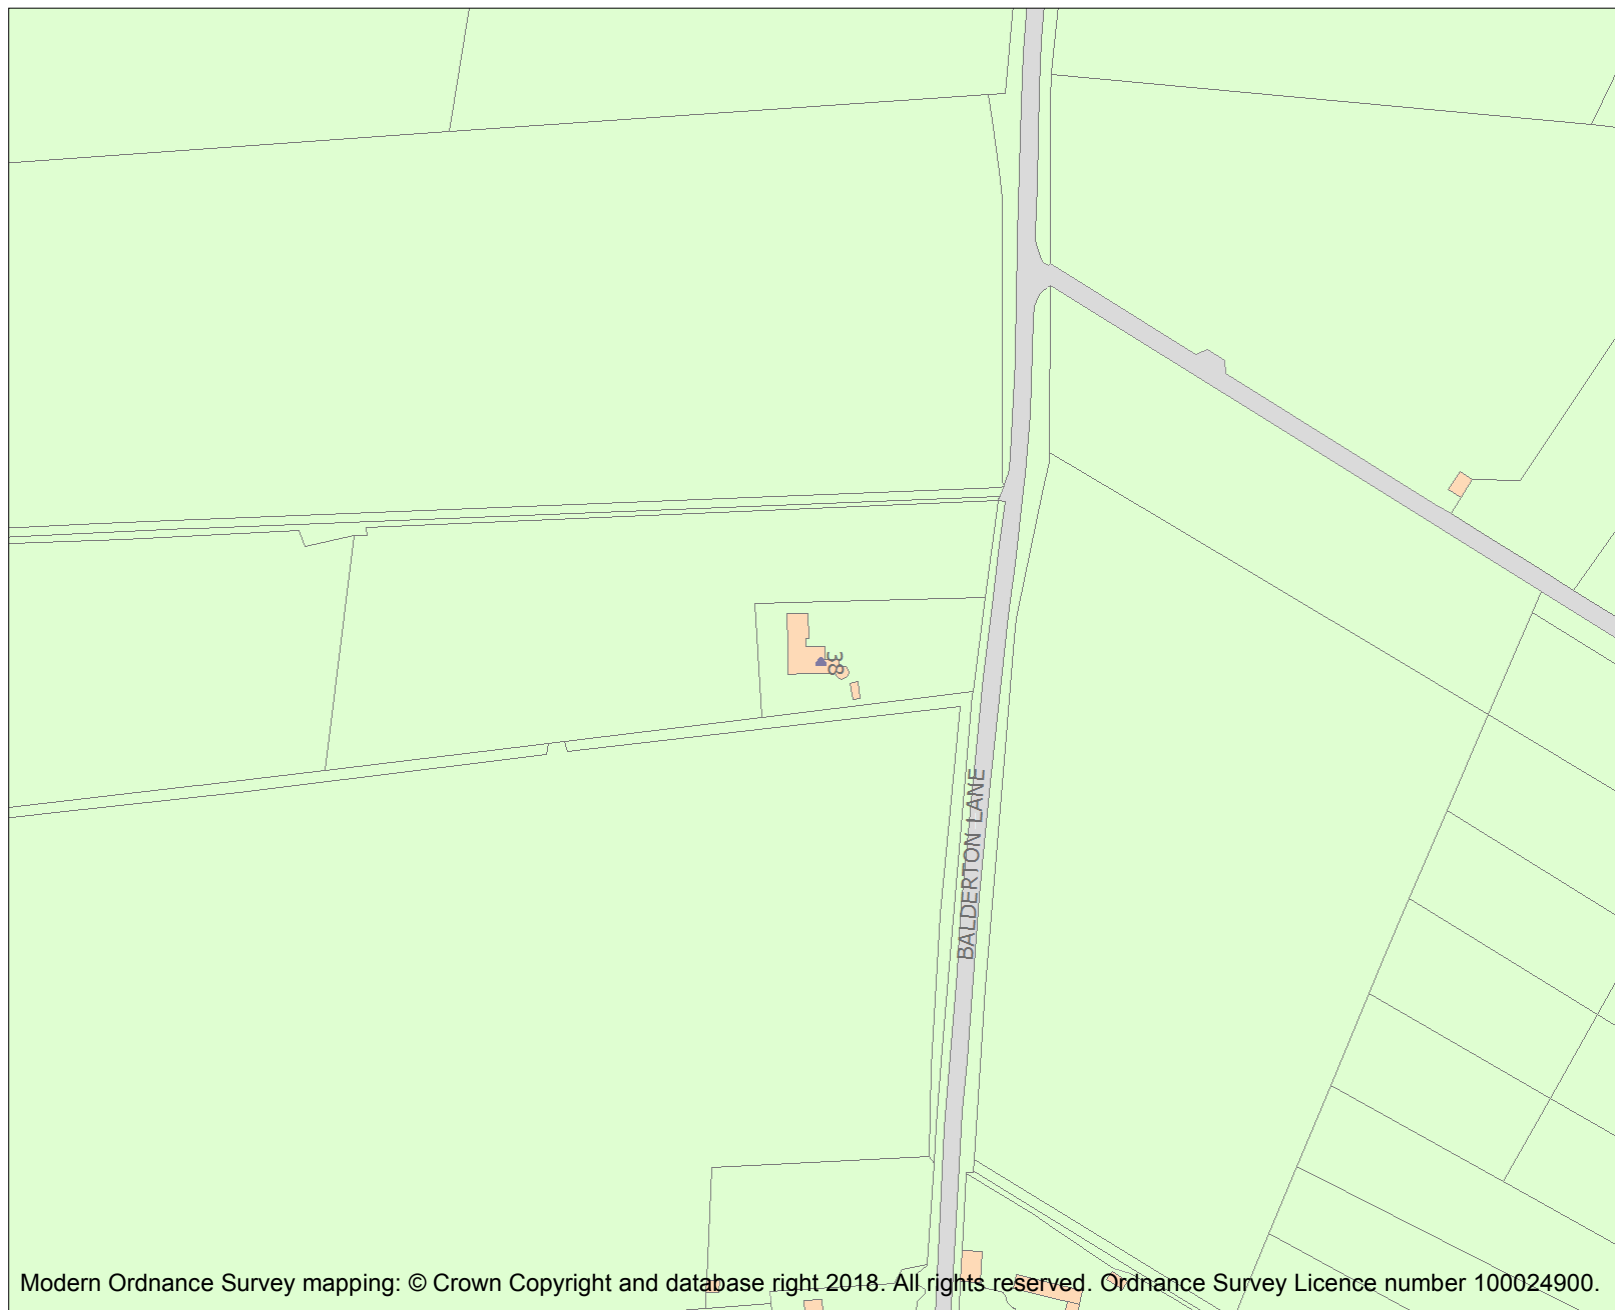 38
BALDERTON LANE
Modern Ordnance Survey mapping: © Crown Copyright and database right 2018. All rights reserved. Ordnance Survey Licence number 100024900.